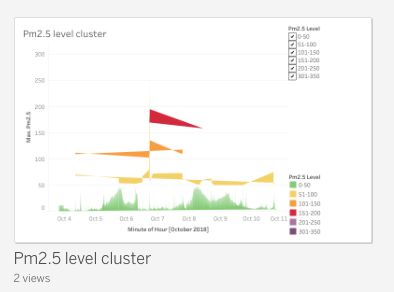 Pm2.5 level cluster
Pm2.5 Level
0-50
51-100
101-150
151-200
201-250
301-350
300
250
200
150
100
50
0
Max. Pm2.5
Oct 4
Oct 5
Oct 6
Oct 7
Oct 8
Oct 9
Oct 10
Oct 11
Minute of Hour [October 2018]
Pm2.5 Level
0-50
51-100
101-150
151-200
201-250
301-350
Pm2.5 level cluster
2 views